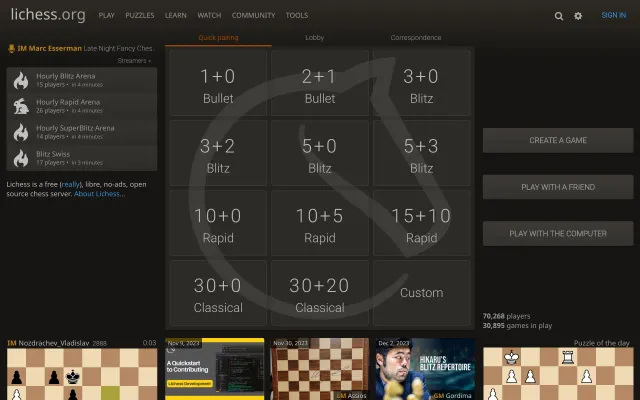 lichess.org PLAY PUZZLES LEARN WATCH COMMUNITY TOOLS SIGN IN
Quick pairing Lobby Correspondence
IM Marc Esserman Late Night Fancy Ches.
Streamers »
Hourly Blitz Arena
15 players • in 4 minutes
Hourly Rapid Arena
26 players • in 4 minutes
Hourly SuperBlitz Arena
14 players • in 4 minutes
Blitz Swiss
17 players • in 3 minutes
Lichess is a free (really), libre, no-ads, open
source chess server. About Lichess...
1+0
Bullet
2+1
Bullet
3+0
Blitz
3+2
Blitz
5+0
Blitz
5+3
Blitz
10+0
Rapid
10+5
Rapid
15+10
Rapid
30+0
Classical
30+20
Classical
Custom
CREATE A GAME
PLAY WITH A FRIEND
PLAY WITH THE COMPUTER
70,268 players
30,895 games in play
IM Nozdrachev_Vladislav 2888 0:03
Nov 9, 2023
A Quickstart
to Contributing
Lichess Development
Nov 30, 2023
GM Assios
Dec 2, 2023
HIKARU'S
BLITZ REPERTOIRE
GM Gordima
Puzzle of the day